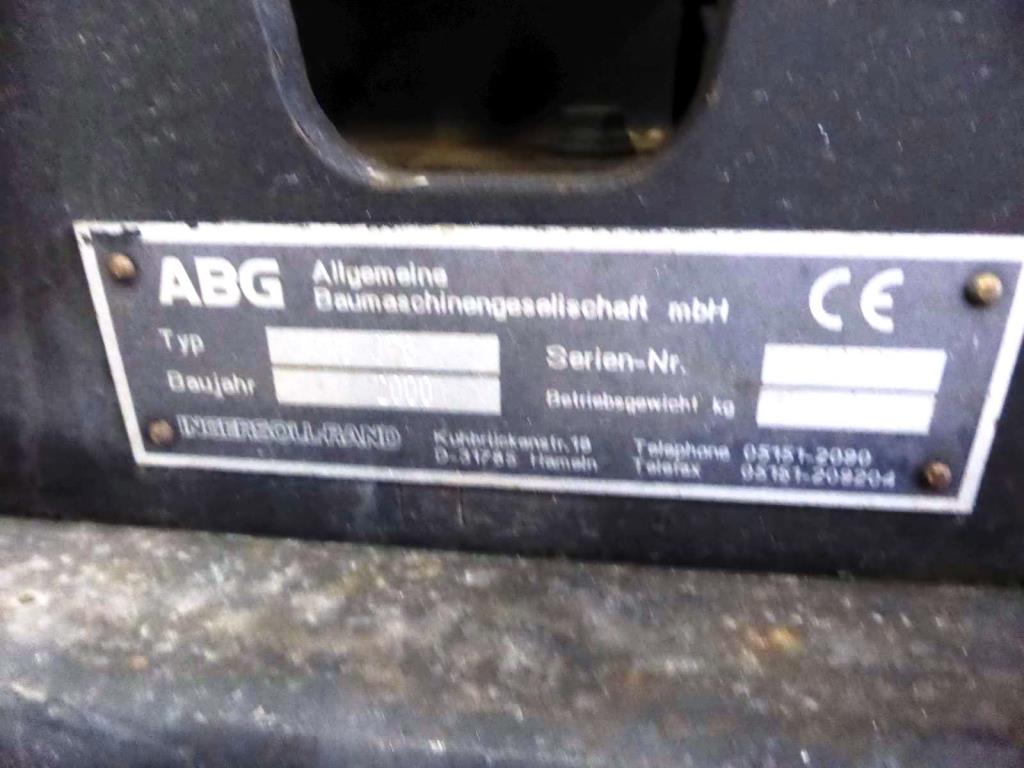 ABG Allgemeine
Baumaschinengesellschaft mbH CE
Typ Serien-Nr.
Baujahr 2000 Betriebsgewicht kg
INGERSOLL-RAND Kuhbrückenstr.18 Telephone 05151-2090
D-31785 Hameln Telefax 05151-209204